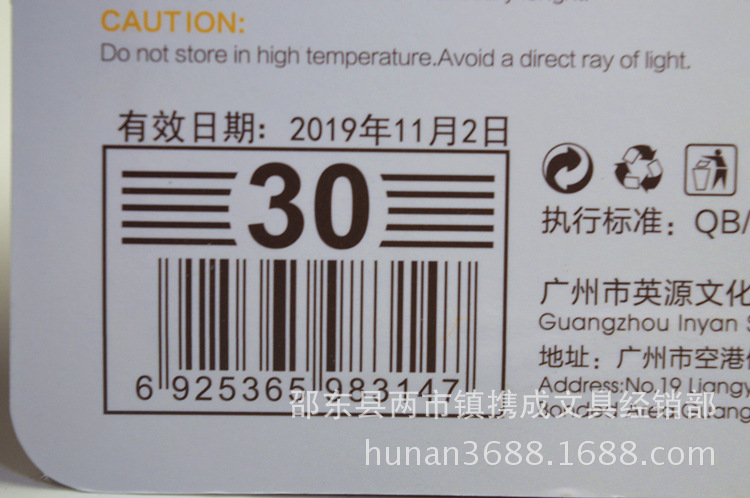 CAUTION:
Do not store in high temperature.Avoid a direct ray of light.
有效日期: 2019年11月2日
30
6 925365 983147
执行标准: QB/
广州市英源文化
Guangzhou Inyan S
地址: 广州市空港
Address:No.19 Liangy
Bonded Area Guang
邵东县两市镇携成文具经销部
hunan3688.1688.com